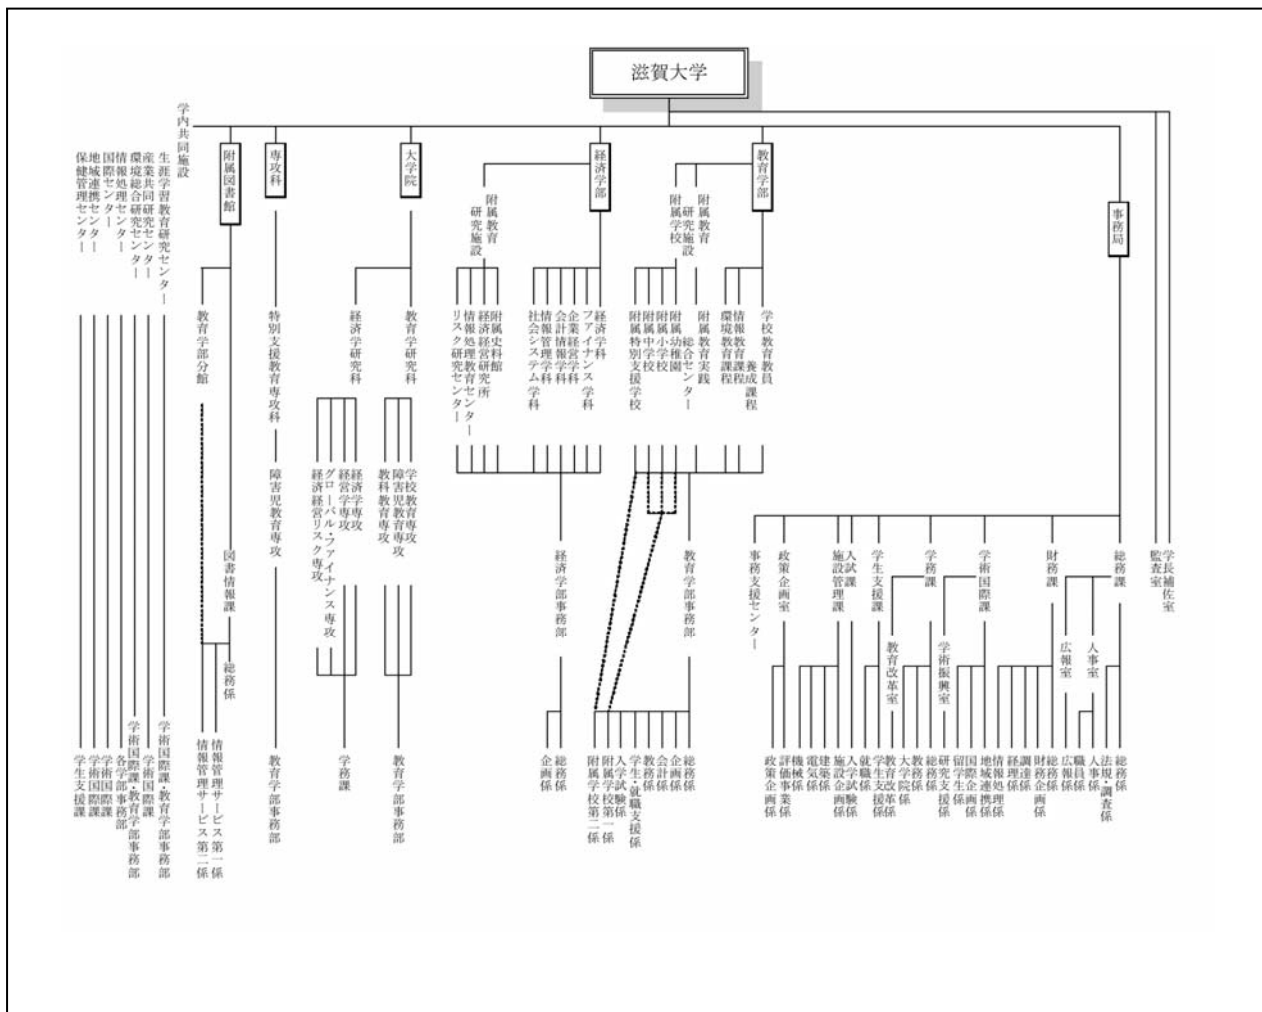 滋賀大学
学長補佐室
監査室
事務局
教育学部
経済学部
大学院
専攻科
附属図書館
学内共同施設
附属教育
研究施設
附属学校
附属教育
研究施設
生涯学習教育研究センター
産業共同研究センター
環境総合研究センター
情報処理センター
国際センター
地域連携センター
保健管理センター
学校教育教員
養成課程
情報教育課程
環境教育課程
附属教育実践
総合センター
附属幼稚園
附属小学校
附属中学校
附属特別支援学校
経済学科
ファイナンス学科
企業経営学科
会計情報学科
情報管理学科
社会システム学科
附属史料館
経済経営研究所
情報処理教育センター
リスク研究センター
教育学研究科
経済学研究科
特別支援教育専攻科
教育学部分館
学校教育専攻
障害児教育専攻
教科教育専攻
経済学専攻
経営学専攻
グローバル・ファイナンス専攻
経済経営リスク専攻
障害児教育専攻
総務課
財務課
学術国際課
学務課
学生支援課
入試課
施設管理課
政策企画室
事務支援センター
教育学部事務部
経済学部事務部
図書情報課
人事室
広報室
学術振興室
教育改革室
総務係
総務係
法規・調査係
人事係
職員係
広報係
総務係
財務企画係
調達係
経理係
情報処理係
地域連携係
国際企画係
留学生係
研究支援係
総務係
教務係
大学院係
教育改革係
学生支援係
就職係
入学試験係
施設企画係
建築係
電気係
機械係
評価事業係
政策企画係
総務係
企画係
会計係
教務係
学生・就職支援係
入学試験係
附属学校第一係
附属学校第二係
総務係
企画係
教育学部事務部
学務課
教育学部事務部
情報管理サービス第一係
情報管理サービス第二係
学術国際課・教育学部事務部
学術国際課
学術国際課・教育学部事務部
各学部事務部
学術国際課
学術国際課
学生支援課